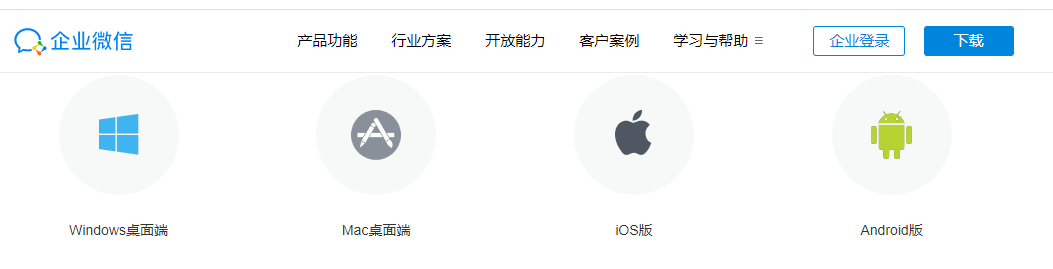 企业微信 产品功能 行业方案 开放能力 客户案例 学习与帮助 企业登录 下载
Windows桌面端 Mac桌面端 iOS版 Android版